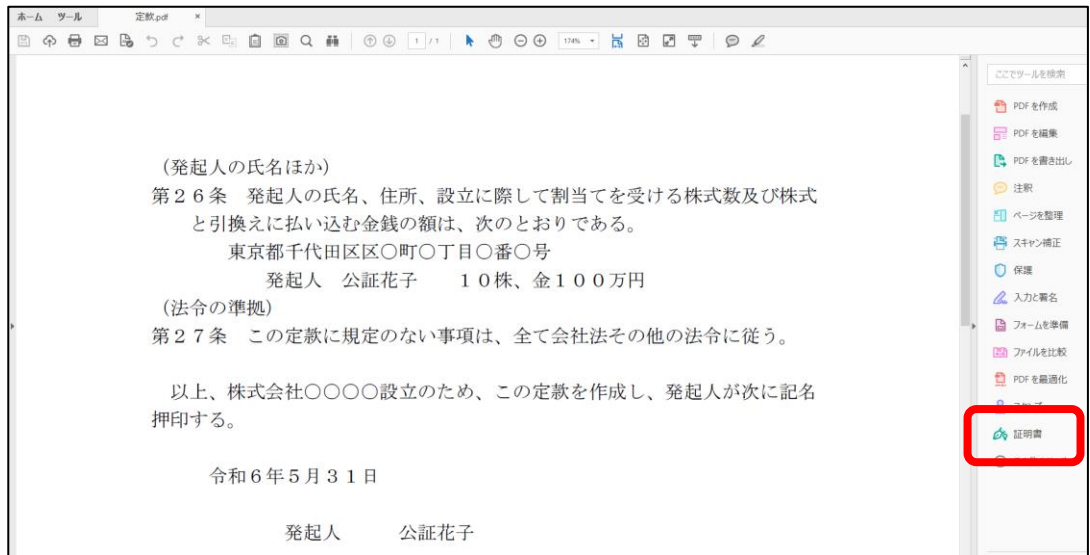 ホーム ツール 定款.pdf ×
1 / 1 174%
ここでツールを検索
PDF を作成
PDF を編集
PDF を書き出し
注釈
ページを整理
スキャン補正
保護
入力と署名
フォームを準備
ファイルを比較
PDF を最適化
証明書
（発起人の氏名ほか）
第２６条　発起人の氏名、住所、設立に際して割当てを受ける株式数及び株式
と引換えに払い込む金銭の額は、次のとおりである。
東京都千代田区区〇町〇丁目〇番〇号
発起人　公証花子　　１０株、金１００万円
（法令の準拠）
第２７条　この定款に規定のない事項は、全て会社法その他の法令に従う。
以上、株式会社〇〇〇〇設立のため、この定款を作成し、発起人が次に記名
押印する。
令和６年５月３１日
発起人　　　公証花子